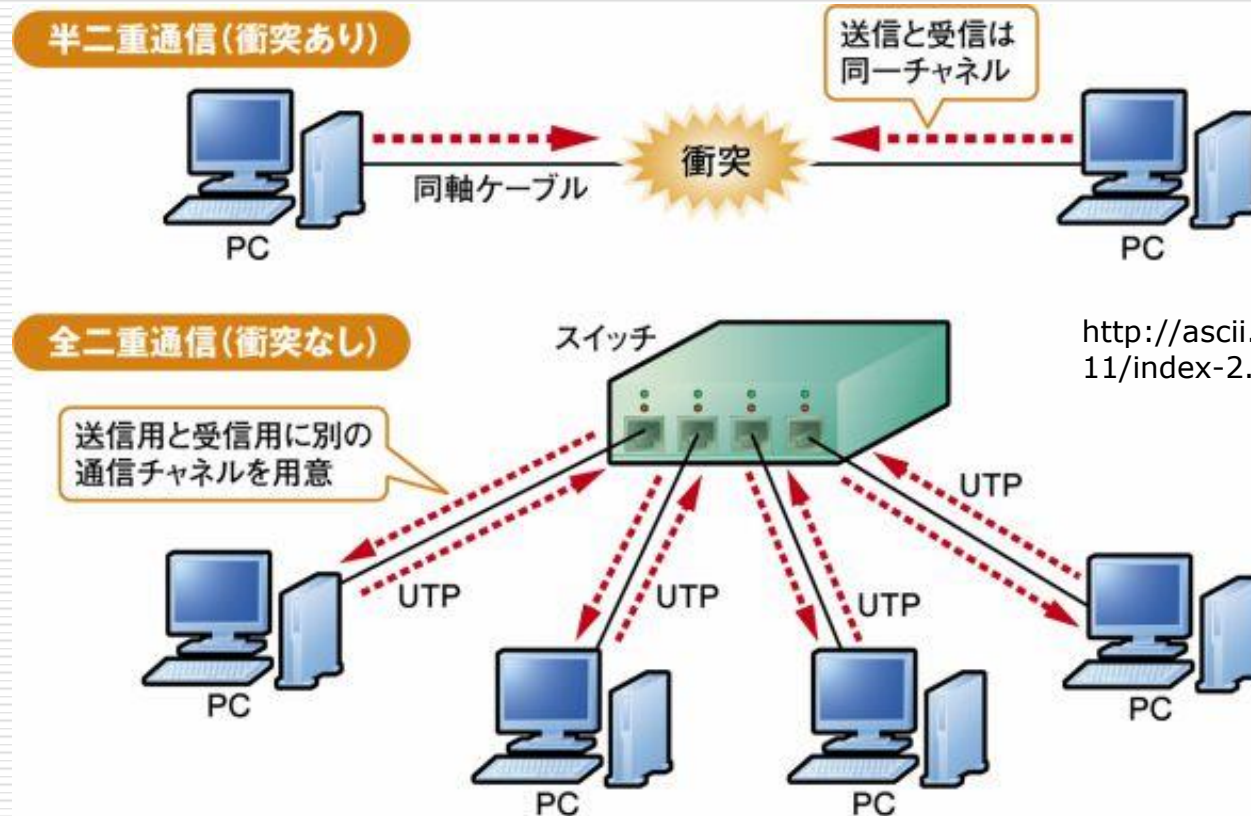 半二重通信(衝突あり)
送信と受信は
同一チャネル
衝突
同軸ケーブル
PC
PC
全二重通信(衝突なし)
スイッチ
http://ascii.
11/index-2.
送信用と受信用に別の
通信チャネルを用意
UTP
UTP
UTP
UTP
PC
PC
PC
PC